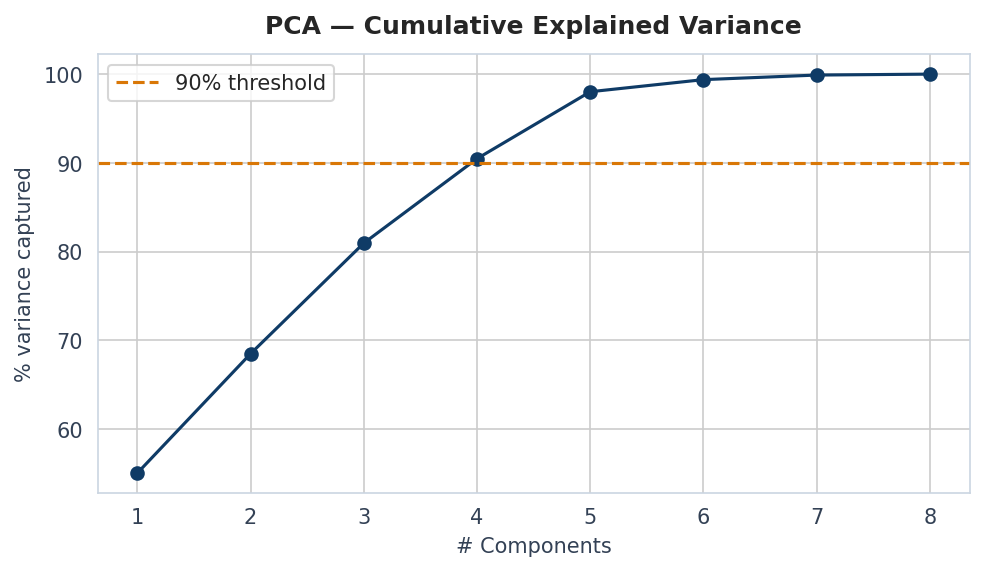 PCA — Cumulative Explained Variance
90% threshold
% variance captured
100
90
80
70
60
1 2 3 4 5 6 7 8
# Components